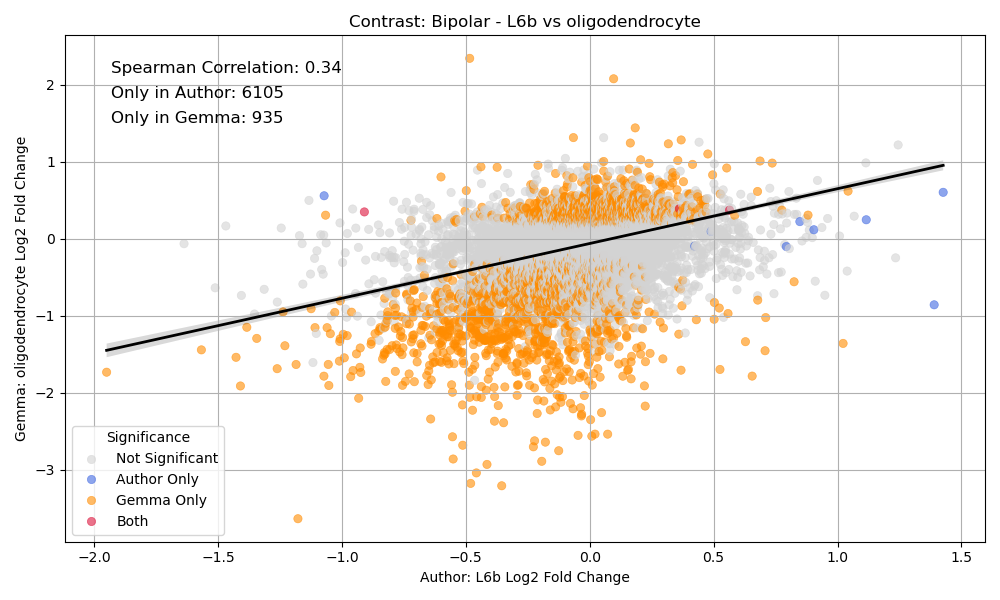 Contrast: Bipolar - L6b vs oligodendrocyte
Spearman Correlation: 0.34
Only in Author: 6105
Only in Gemma: 935
Gemma: oligodendrocyte Log2 Fold Change
2
1
0
−1
−2
−3
Significance
Not Significant
Author Only
Gemma Only
Both
−2.0 −1.5 −1.0 −0.5 0.0 0.5 1.0 1.5
Author: L6b Log2 Fold Change